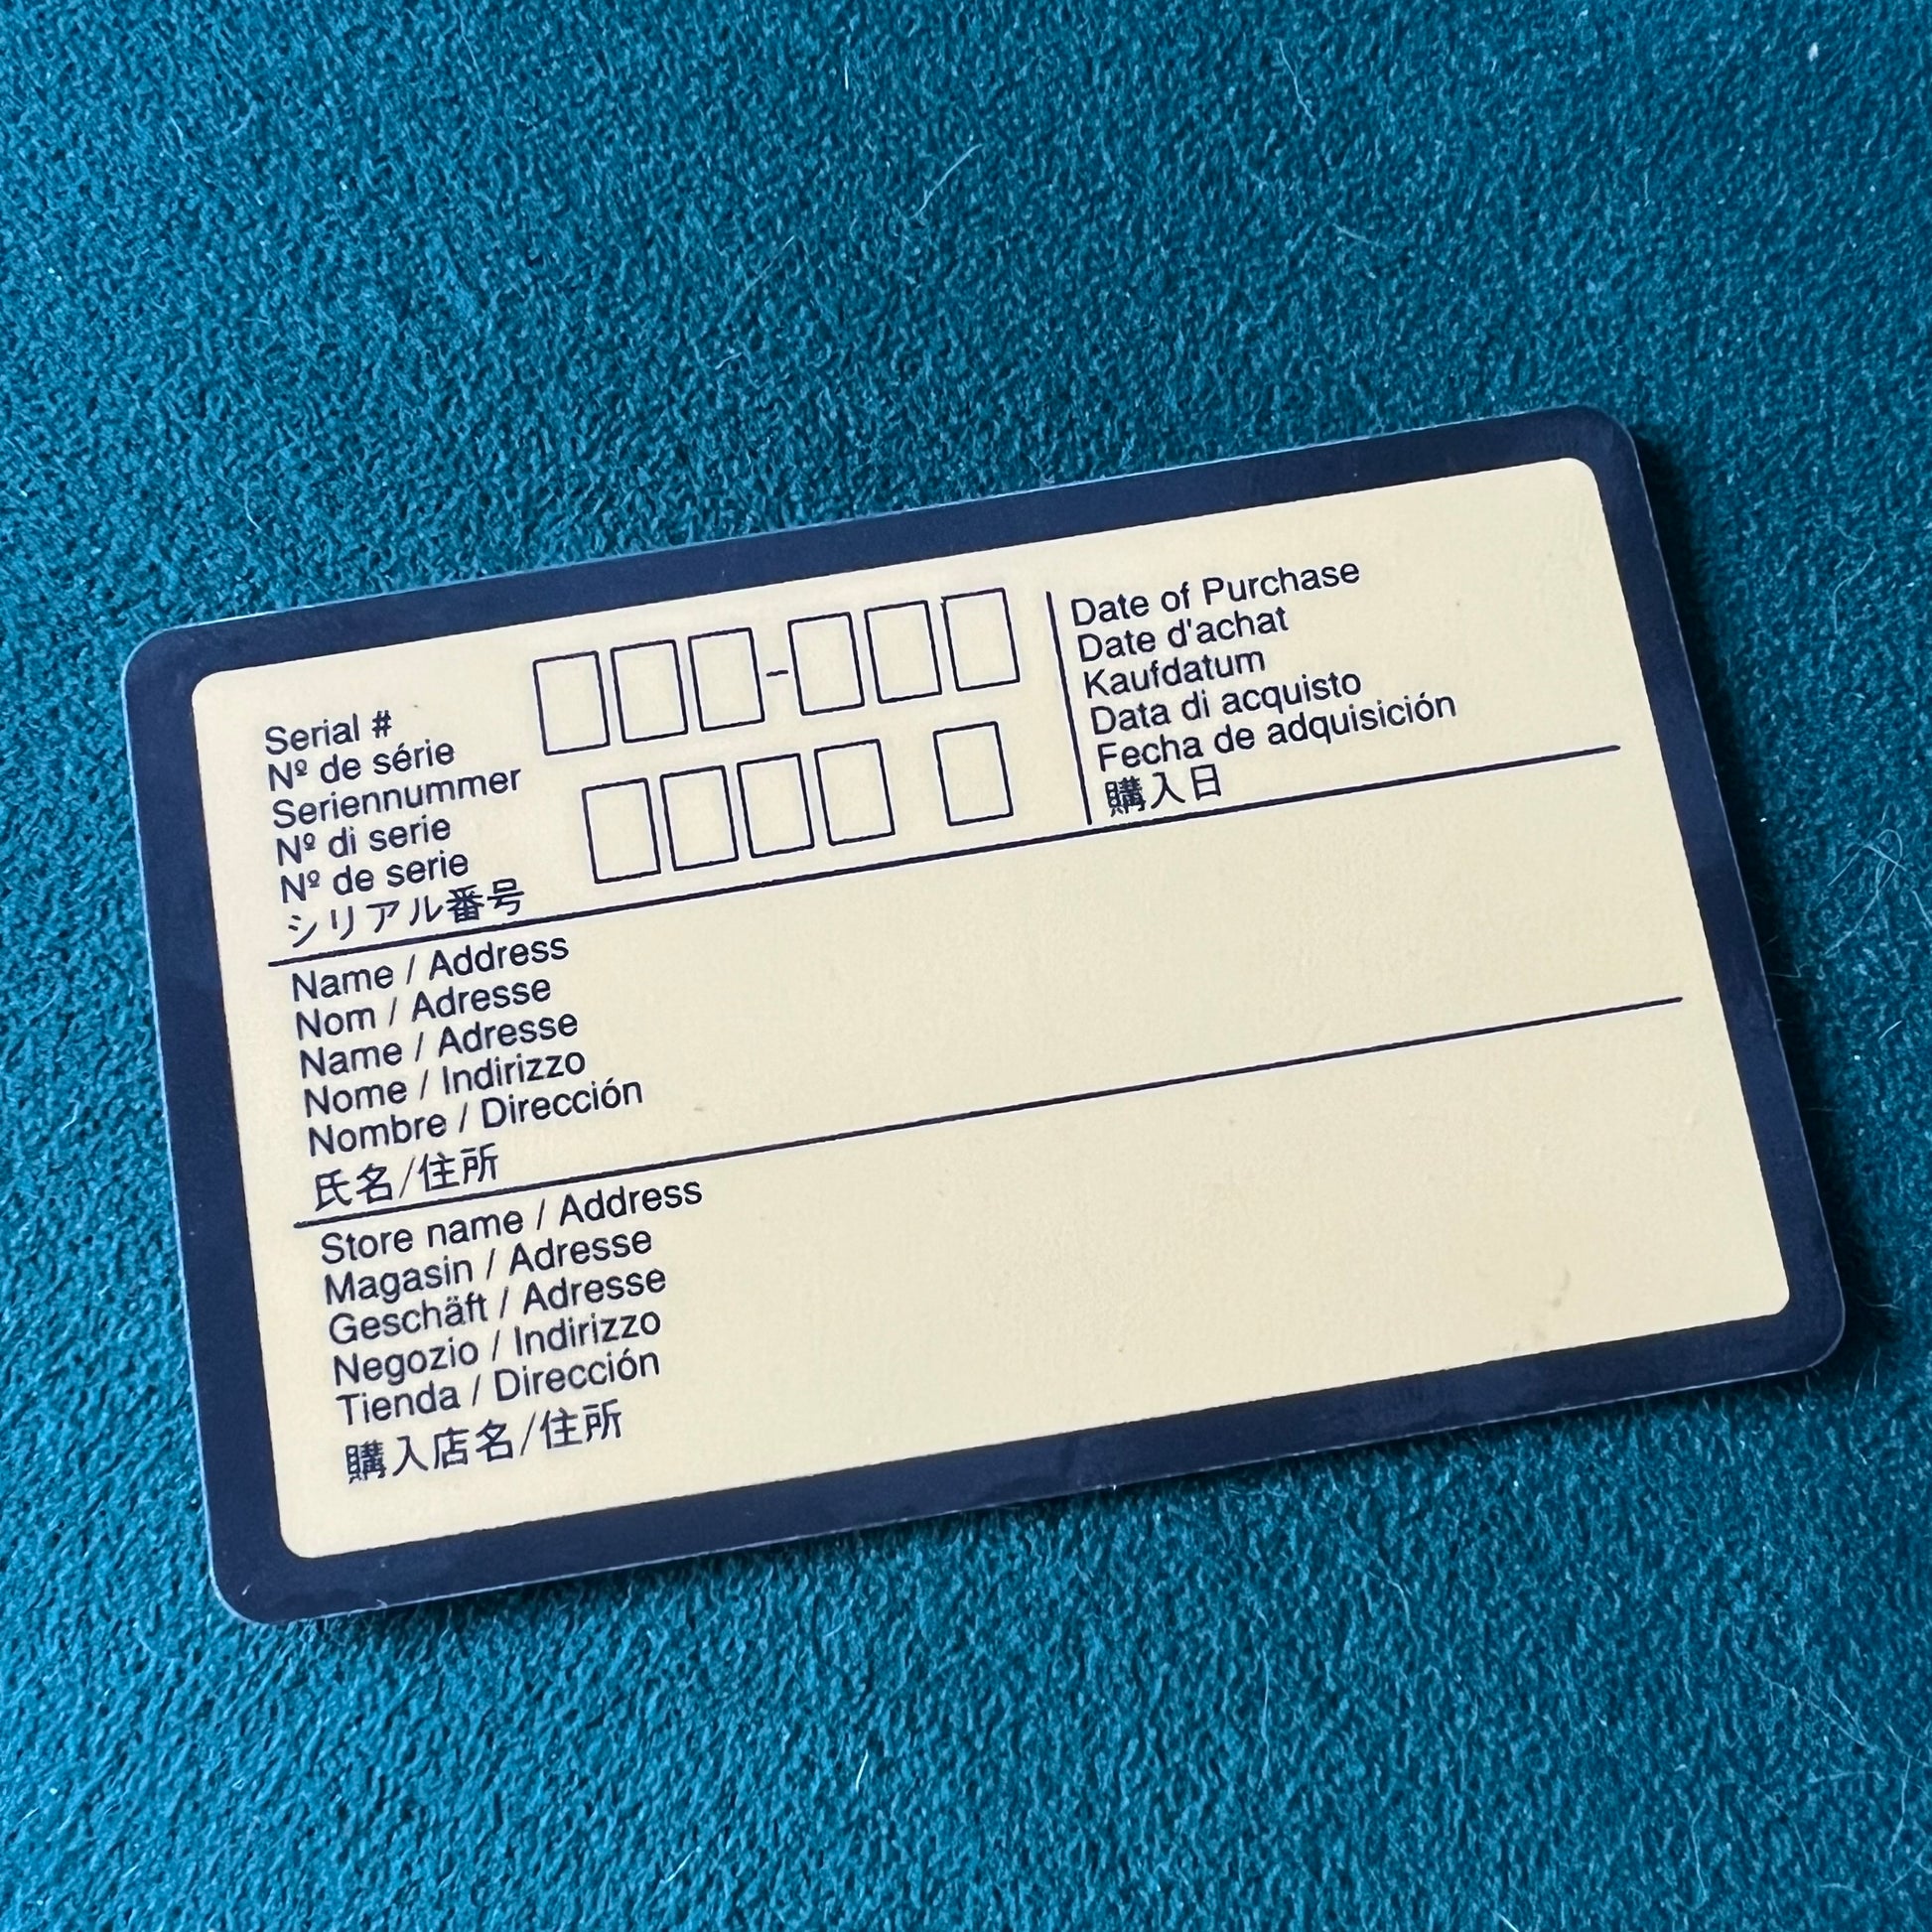 Serial #
Nº de série
Seriennummer
Nº di serie
Nº de serie
シリアル番号
-
Date of Purchase
Date d'achat
Kaufdatum
Data di acquisto
Fecha de adquisición
購入日
Name / Address
Nom / Adresse
Name / Adresse
Nome / Indirizzo
Nombre / Dirección
氏名/住所
Store name / Address
Magasin / Adresse
Geschäft / Adresse
Negozio / Indirizzo
Tienda / Dirección
購入店名/住所